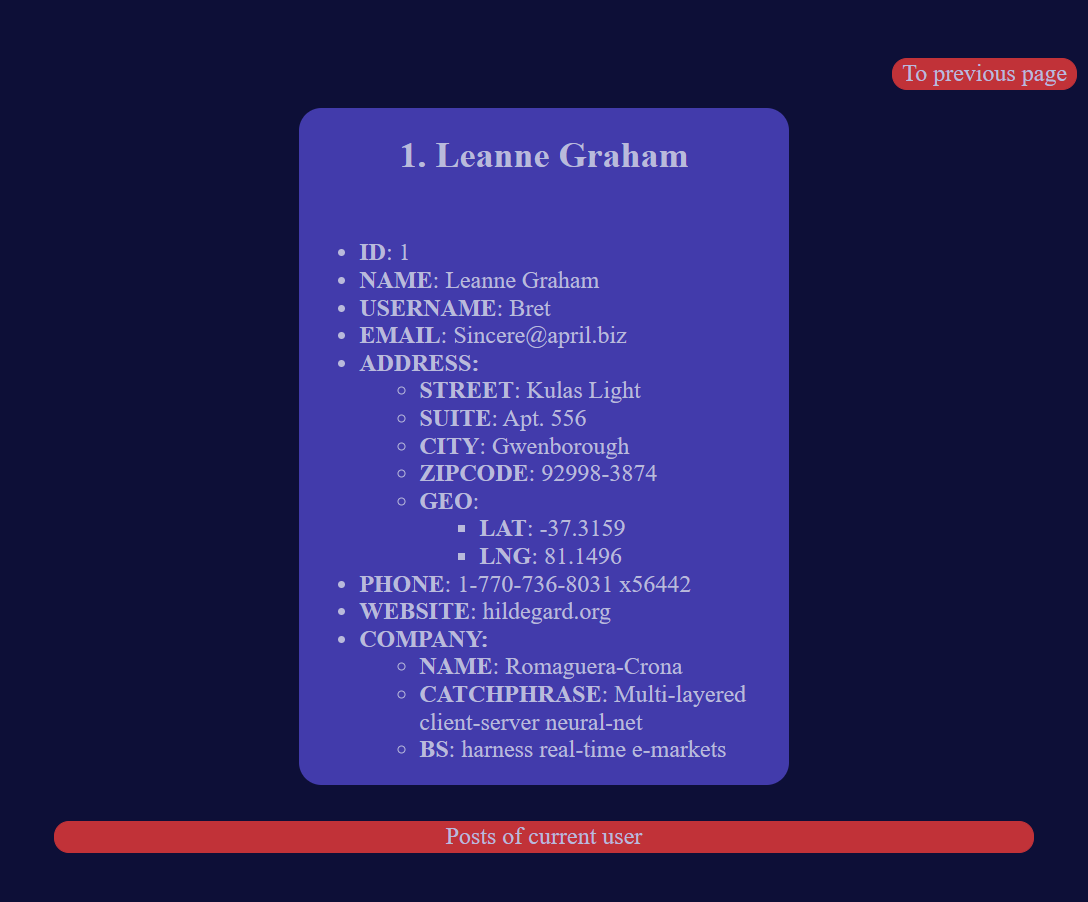 To previous page
1. Leanne Graham
ID: 1
NAME: Leanne Graham
USERNAME: Bret
EMAIL: Sincere@april.biz
ADDRESS:
STREET: Kulas Light
SUITE: Apt. 556
CITY: Gwenborough
ZIPCODE: 92998-3874
GEO:
LAT: -37.3159
LNG: 81.1496
PHONE: 1-770-736-8031 x56442
WEBSITE: hildegard.org
COMPANY:
NAME: Romaguera-Crona
CATCHPHRASE: Multi-layered
client-server neural-net
BS: harness real-time e-markets
Posts of current user